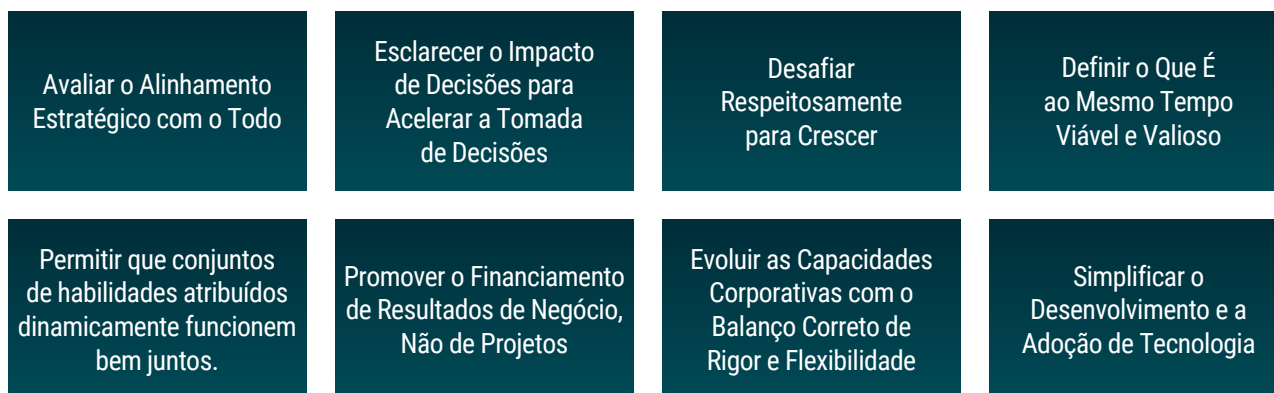 Avaliar o Alinhamento
Estratégico com o Todo
Esclarecer o Impacto
de Decisões para
Acelerar a Tomada
de Decisões
Desafiar
Respeitosamente
para Crescer
Definir o Que É
ao Mesmo Tempo
Viável e Valioso
Permitir que conjuntos
de habilidades atribuídos
dinamicamente funcionem
bem juntos.
Promover o Financiamento
de Resultados de Negócio,
Não de Projetos
Evoluir as Capacidades
Corporativas com o
Balanço Correto de
Rigor e Flexibilidade
Simplificar o
Desenvolvimento e a
Adoção de Tecnologia